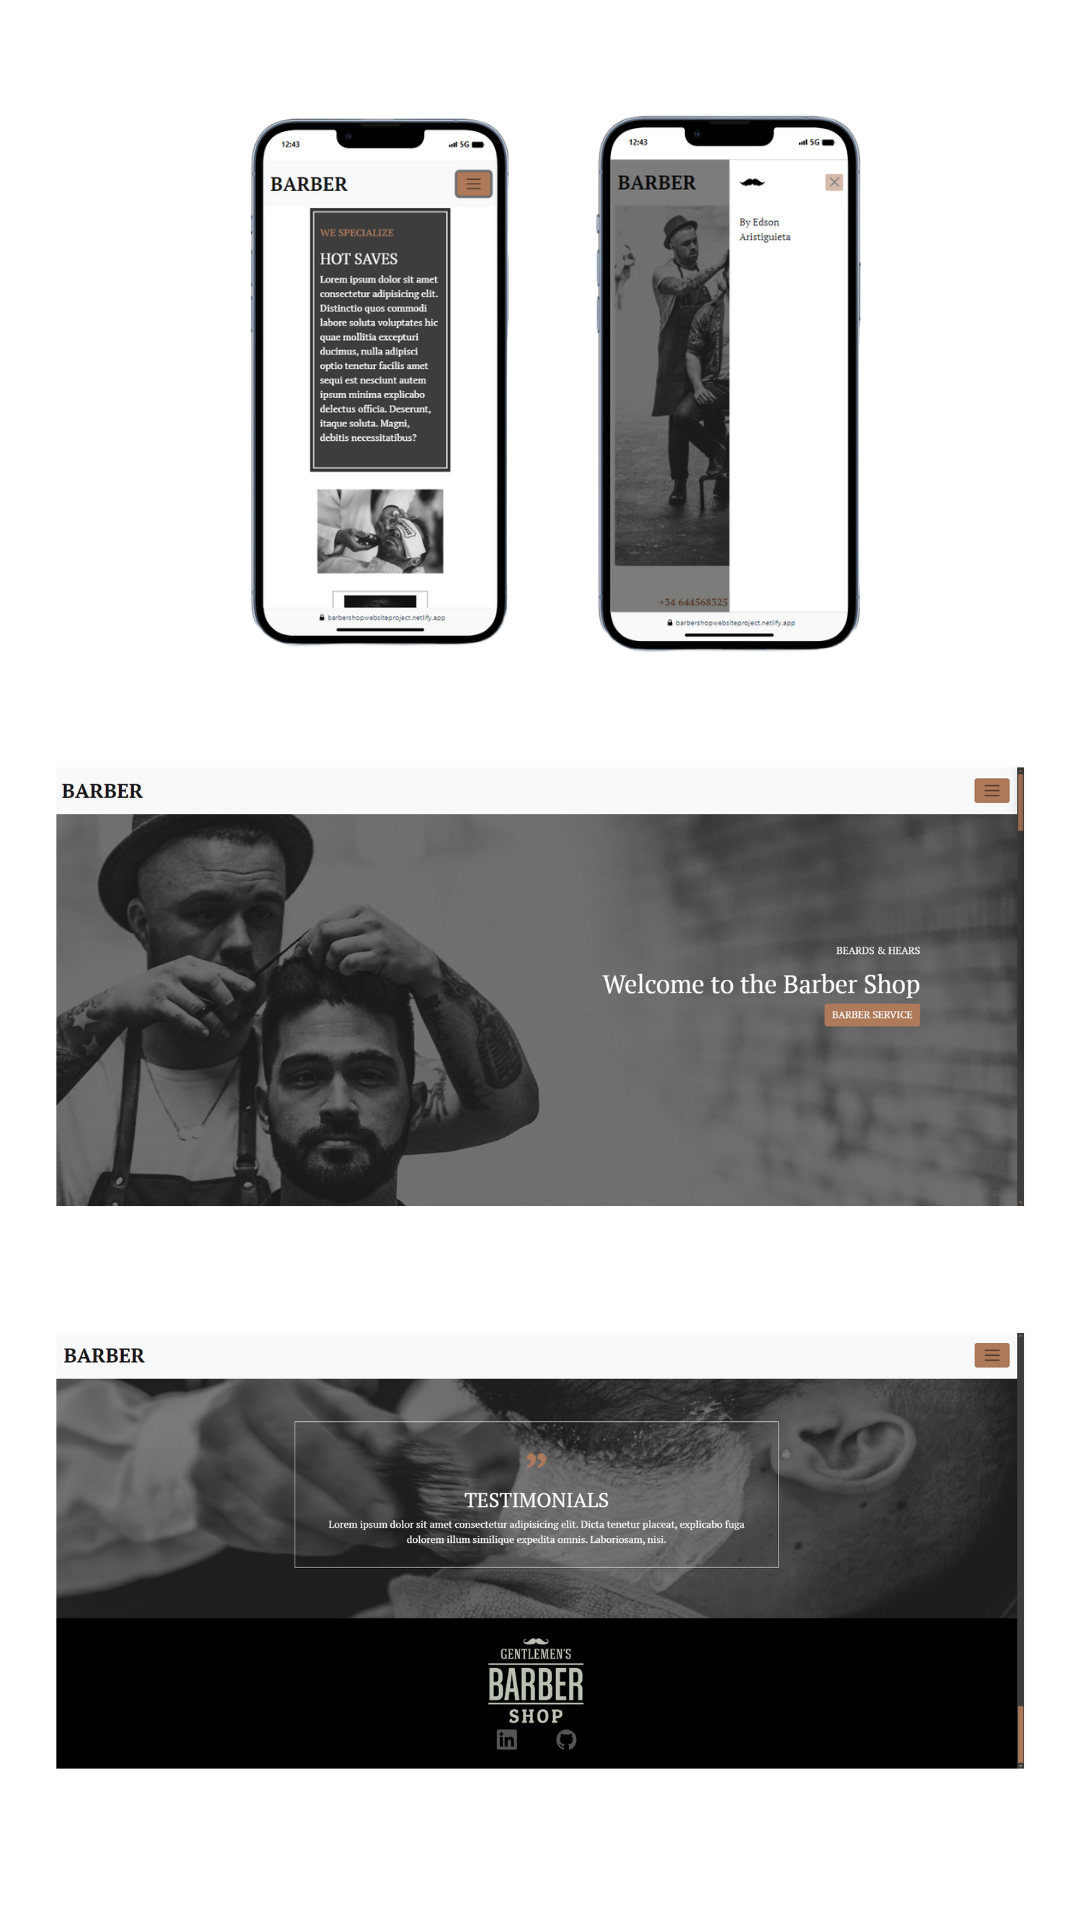 12:43
5G
BARBER
WE SPECIALIZE
HOT SAVES
Lorem ipsum dolor sit amet
consectetur adipisicing elit.
Distinctio quos commodi
labore soluta voluptates hic
quae mollitia excepturi
ducimus, nulla adipisci
optio tenetur facilis amet
sequi est nesciunt autem
ipsum minima explicabo
delectus officia. Deserunt,
itaque soluta. Magni,
debitis necessitatibus?
barbershopwebsiteproject.netlify.app
12:43
5G
BARBER
By Edson
Aristiguieta
+34 644568325
barbershopwebsiteproject.netlify.app
BARBER
BEARDS & HEARS
Welcome to the Barber Shop
BARBER SERVICE
BARBER
TESTIMONIALS
Lorem ipsum dolor sit amet consectetur adipisicing elit. Dicta tenetur placeat, explicabo fuga
dolorem illum similique expedita omnis. Laboriosam, nisi.
GENTLEMEN'S
BARBER
SHOP
in